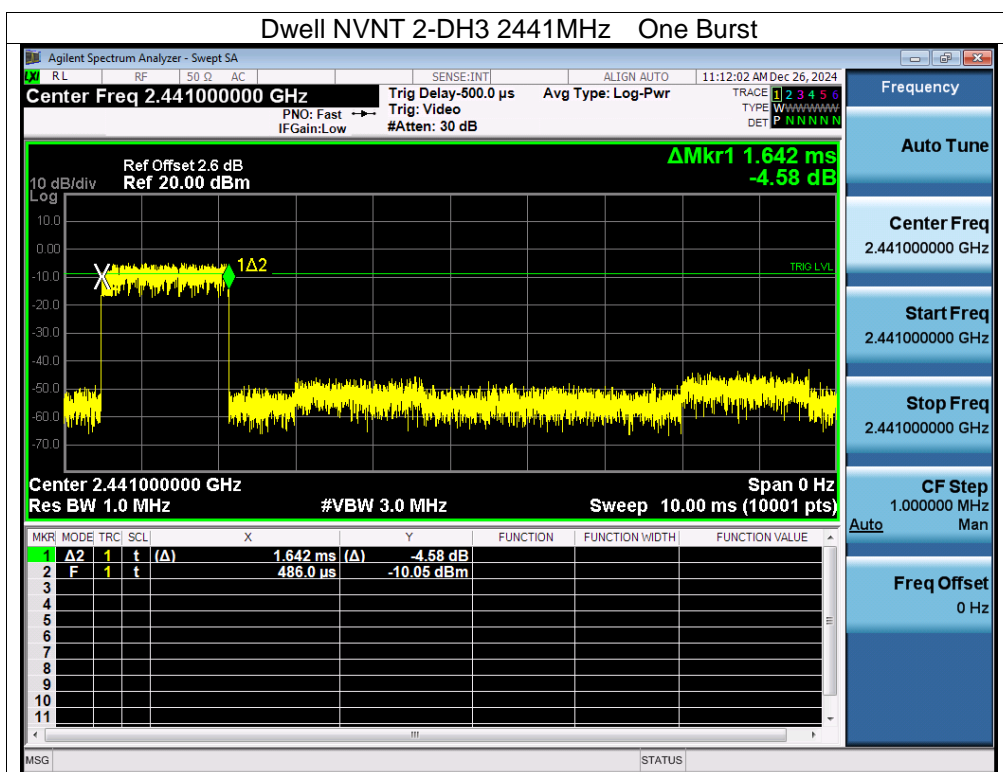 Dwell NVNT 2-DH3 2441MHz One Burst
Agilent Spectrum Analyzer - Swept SA
LXI RL RF 50 Ω AC SENSE:INT ALIGN AUTO 11:12:02 AM Dec 26, 2024
Center Freq 2.441000000 GHz
PNO: Fast
IFGain:Low
Trig Delay-500.0 µs
Trig: Video
#Atten: 30 dB
Avg Type: Log-Pwr
TRACE 1 2 3 4 5 6
TYPE WWWWWW
DET P N N N N N
ΔMkr1 1.642 ms
-4.58 dB
Ref Offset 2.6 dB
10 dB/div Ref 20.00 dBm
Log
10.0
0.00
-10.0
-20.0
-30.0
-40.0
-50.0
-60.0
-70.0
X
1Δ2
TRIG LVL
Center 2.441000000 GHz Span 0 Hz
Res BW 1.0 MHz #VBW 3.0 MHz Sweep 10.00 ms (10001 pts)
MKR MODE TRC SCL X Y FUNCTION FUNCTION WIDTH FUNCTION VALUE
1 Δ2 1 t (Δ) 1.642 ms (Δ) -4.58 dB
2 F 1 t 486.0 µs -10.05 dBm
3
4
5
6
7
8
9
10
11
MSG STATUS
Frequency
Auto Tune
Center Freq
2.441000000 GHz
Start Freq
2.441000000 GHz
Stop Freq
2.441000000 GHz
CF Step
1.000000 MHz
Auto Man
Freq Offset
0 Hz